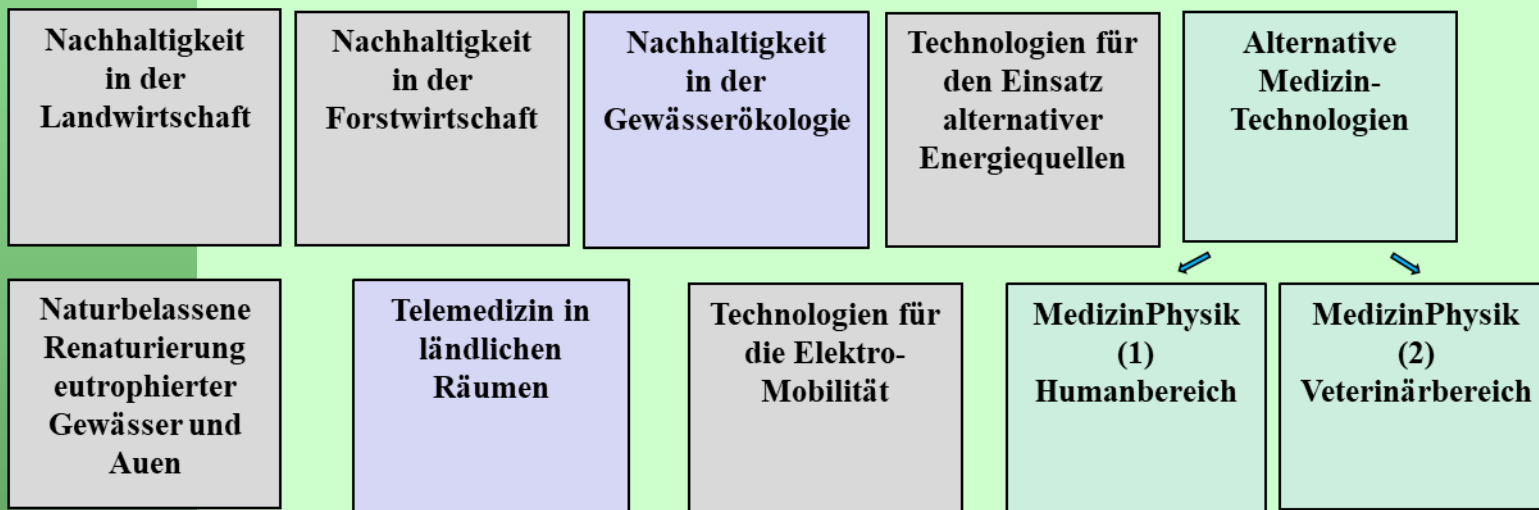 Nachhaltigkeit
in der
Landwirtschaft
Nachhaltigkeit
in der
Forstwirtschaft
Nachhaltigkeit
in der
Gewässerökologie
Technologien für
den Einsatz
alternativer
Energiequellen
Alternative
Medizin-
Technologien
Naturbelassene
Renaturierung
eutrophierter
Gewässer und
Auen
Telemedizin in
ländlichen
Räumen
Technologien für
die Elektro-
Mobilität
MedizinPhysik
(1)
Humanbereich
MedizinPhysik
(2)
Veterinärbereich